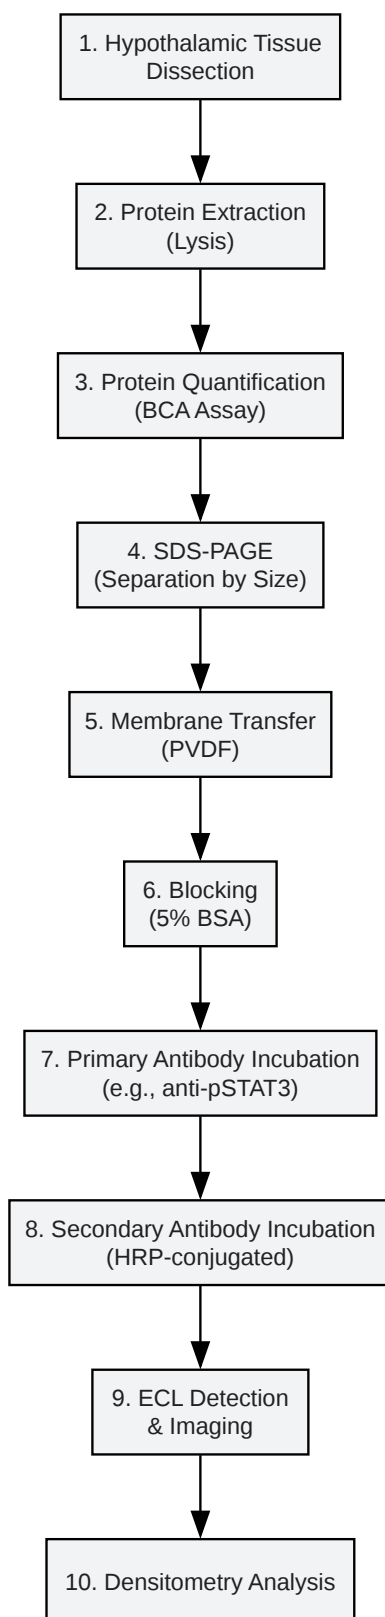 1. Hypothalamic Tissue
Dissection
2. Protein Extraction
(Lysis)
3. Protein Quantification
(BCA Assay)
4. SDS-PAGE
(Separation by Size)
5. Membrane Transfer
(PVDF)
6. Blocking
(5% BSA)
7. Primary Antibody Incubation
(e.g., anti-pSTAT3)
8. Secondary Antibody Incubation
(HRP-conjugated)
9. ECL Detection
& Imaging
10. Densitometry Analysis